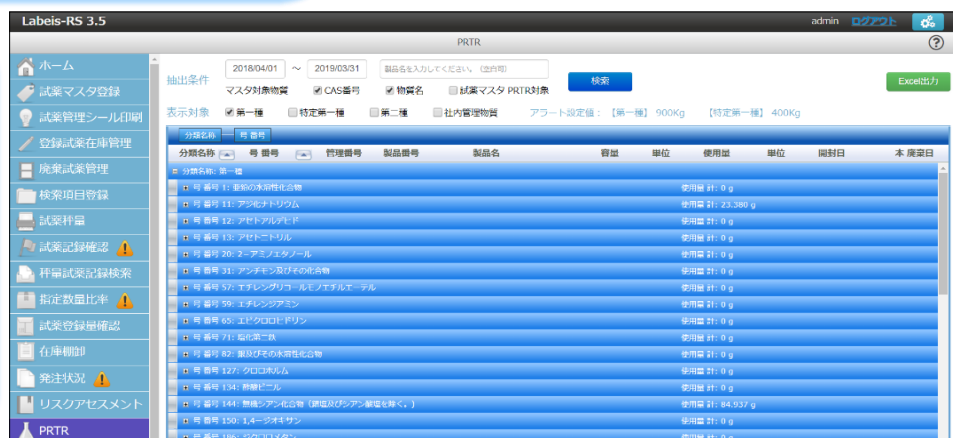 Labeis-RS 3.5 admin ログアウト
PRTR ?
ホーム
試薬マスタ登録
試薬管理シール印刷
登録試薬在庫管理
廃棄試薬管理
検索項目登録
試薬秤量
試薬記録確認
秤量試薬記録検索
指定数量比率
試薬登録量確認
在庫棚卸
発注状況
リスクアセスメント
PRTR
抽出条件 2018/04/01 ~ 2019/03/31 製品名を入力してください。(空白可) 検索 Excel出力
マスタ対象物質 CAS番号 物質名 試薬マスタ PRTR対象
表示対象 第一種 特定第一種 第二種 社内管理物質 アラート設定値: 【第一種】 900Kg 【特定第一種】 400Kg
分類名称 号 番号
分類名称 号 番号 管理番号 製品番号 製品名 容量 単位 使用量 単位 開封日 本 廃棄日
分類名称: 第一種
号 番号 1: 亜鉛の水溶性化合物 使用量 計: 0 g
号 番号 11: アジ化ナトリウム 使用量 計: 23.380 g
号 番号 12: アセトアルデヒド 使用量 計: 0 g
号 番号 13: アセトニトリル 使用量 計: 0 g
号 番号 20: 2-アミノエタノール 使用量 計: 0 g
号 番号 31: アンチモン及びその化合物 使用量 計: 0 g
号 番号 57: エチレングリコールモノエチルエーテル 使用量 計: 0 g
号 番号 59: エチレンジアミン 使用量 計: 0 g
号 番号 65: エピクロロヒドリン 使用量 計: 0 g
号 番号 71: 塩化第二鉄 使用量 計: 0 g
号 番号 82: 銀及びその水溶性化合物 使用量 計: 0 g
号 番号 127: クロロホルム 使用量 計: 0 g
号 番号 134: 酢酸ビニル 使用量 計: 0 g
号 番号 144: 無機シアン化合物(錯塩及びシアン酸塩を除く。) 使用量 計: 84.937 g
号 番号 150: 1,4-ジオキサン 使用量 計: 0 g
号 番号 186: ジクロロメタン 使用量 計: 0 g